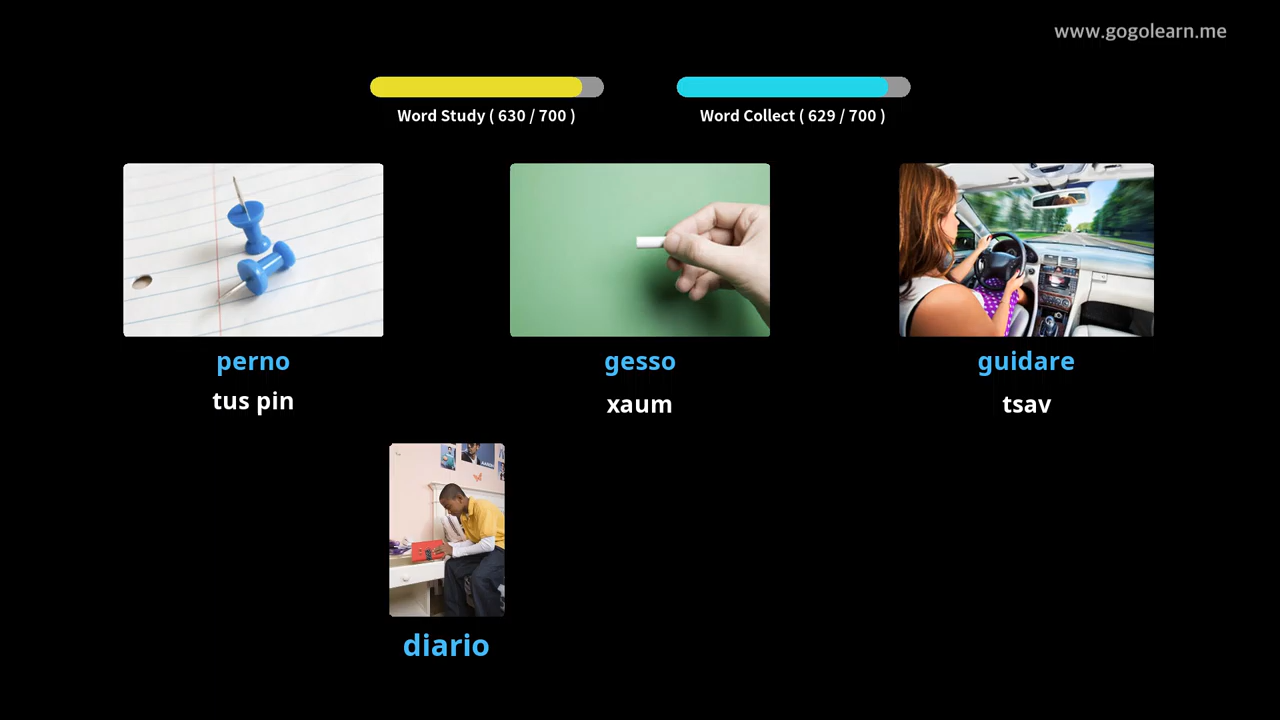 www.gogolearn.me
Word Study ( 630 / 700 )
Word Collect ( 629 / 700 )
perno
gesso
guidare
tus pin
xaum
tsav
diario